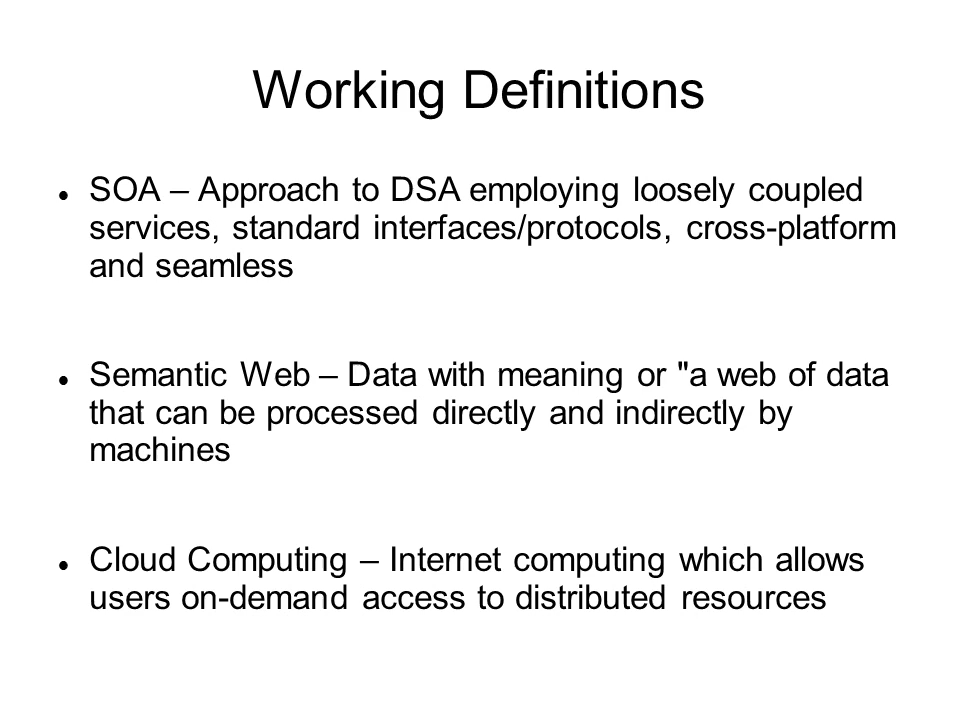 Working Definitions
● SOA – Approach to DSA employing loosely coupled
services, standard interfaces/protocols, cross-platform
and seamless
● Semantic Web – Data with meaning or "a web of data
that can be processed directly and indirectly by
machines
● Cloud Computing – Internet computing which allows
users on-demand access to distributed resources